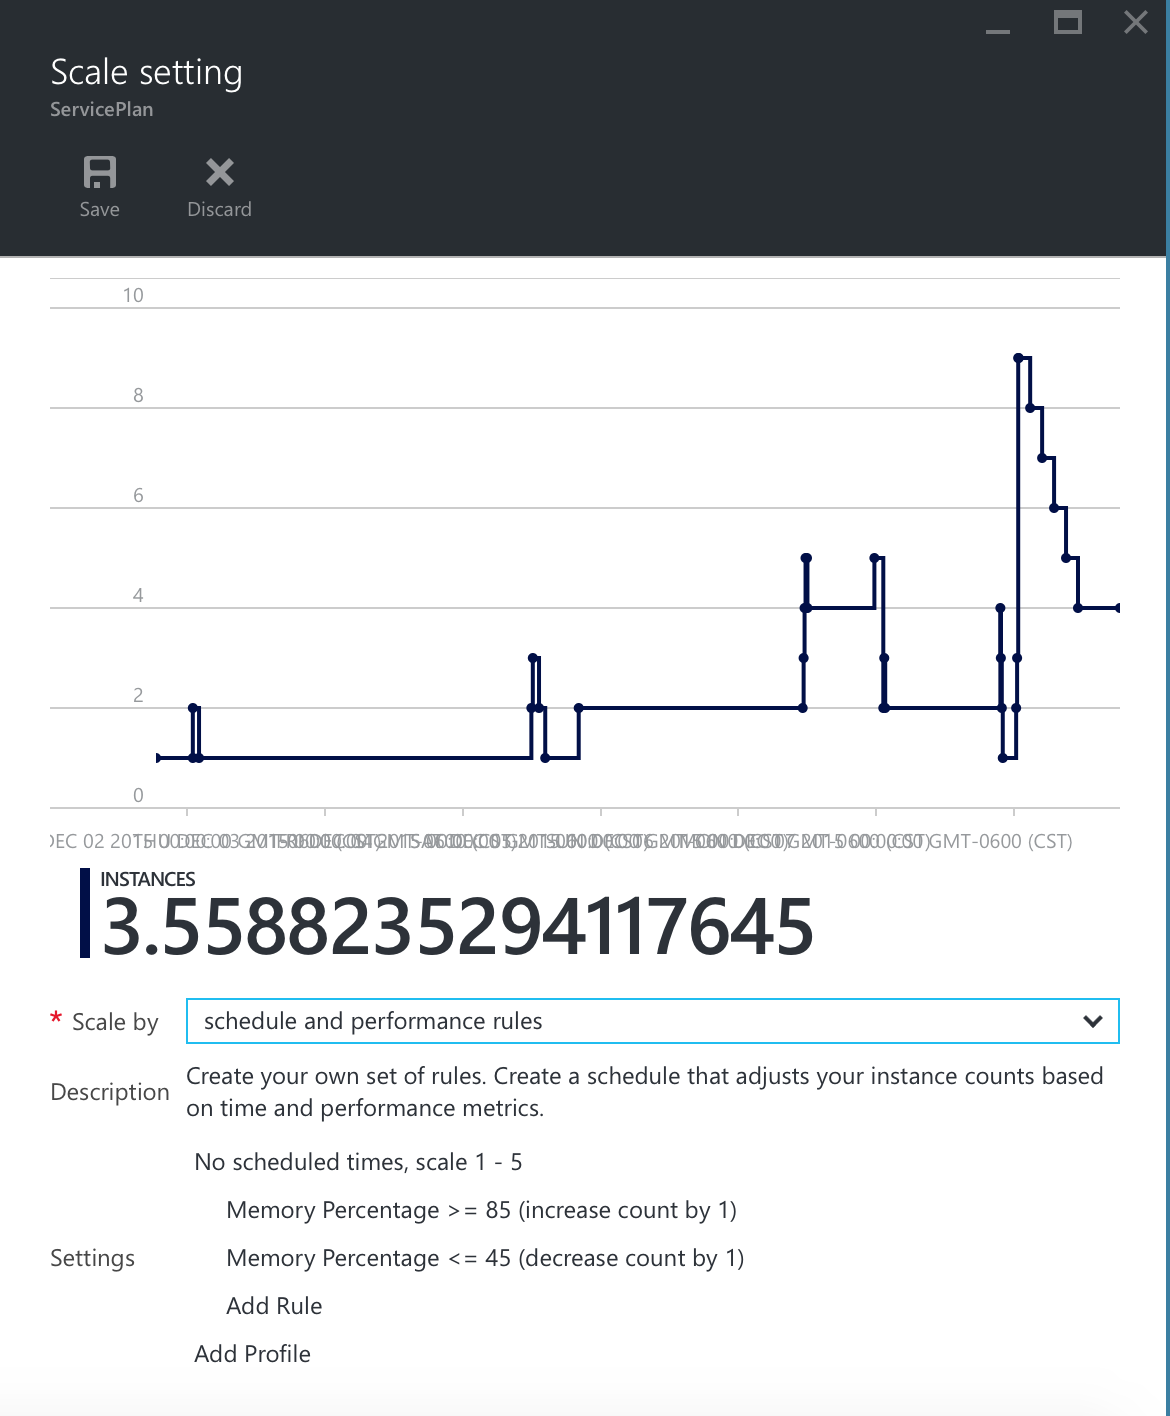 Scale setting
ServicePlan
Save
Discard
10
8
6
4
2
0
DEC 02 2015 GMT-0600 (CST)
INSTANCES
3.5588235294117645
* Scale by
schedule and performance rules
Description
Create your own set of rules. Create a schedule that adjusts your instance counts based
on time and performance metrics.
No scheduled times, scale 1 - 5
Memory Percentage >= 85 (increase count by 1)
Settings
Memory Percentage <= 45 (decrease count by 1)
Add Rule
Add Profile